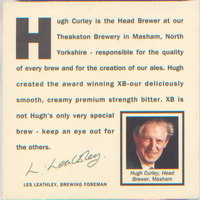 Hugh Curley is the Head Brewer at our
Theakston Brewery in Masham, North
Yorkshire - responsible for the quality
of every brew and for the creation of our ales. Hugh
created the award winning XB-our deliciously
smooth, creamy premium strength bitter. XB is
not Hugh's only very special
brew - keep an eye out for
the others.
L. Leathley.
LES LEATHLEY, BREWING FOREMAN
Hugh Curley, Head
Brewer, Masham